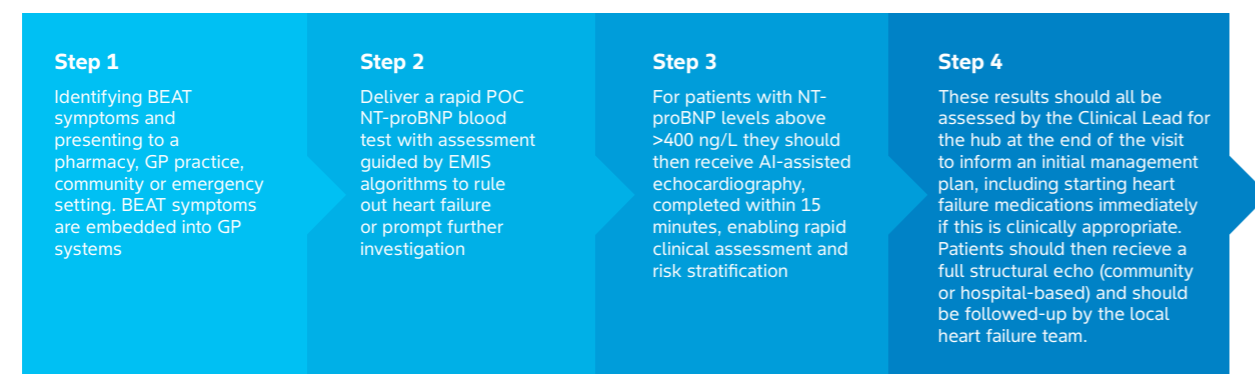 Step 1
Identifying BEAT
symptoms and
presenting to a
pharmacy, GP practice,
community or emergency
setting. BEAT symptoms
are embedded into GP
systems
Step 2
Deliver a rapid POC
NT-proBNP blood
test with assessment
guided by EMIS
algorithms to rule
out heart failure
or prompt further
investigation
Step 3
For patients with NT-
proBNP levels above
>400 ng/L they should
then receive AI-assisted
echocardiography,
completed within 15
minutes, enabling rapid
clinical assessment and
risk stratification
Step 4
These results should all be
assessed by the Clinical Lead for
the hub at the end of the visit
to inform an initial management
plan, including starting heart
failure medications immediately
if this is clinically appropriate.
Patients should then recieve a
full structural echo (community
or hospital-based) and should
be followed-up by the local
heart failure team.